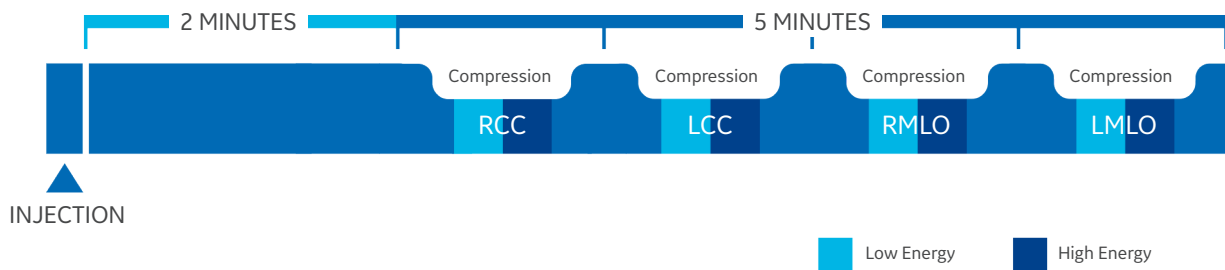 2 MINUTES 5 MINUTES
Compression Compression Compression Compression
RCC LCC RMLO LMLO
INJECTION
Low Energy High Energy